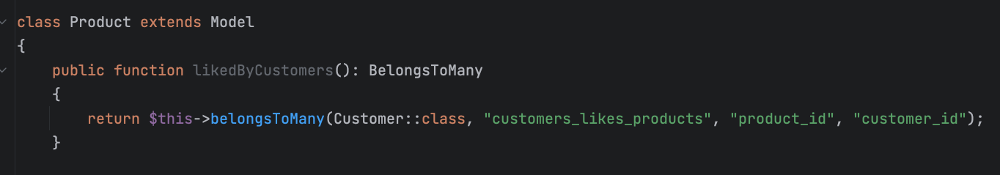 class Product extends Model
{
    public function likedByCustomers(): BelongsToMany
    {
        return $this->belongsToMany(Customer::class, "customers_likes_products", "product_id", "customer_id");
    }